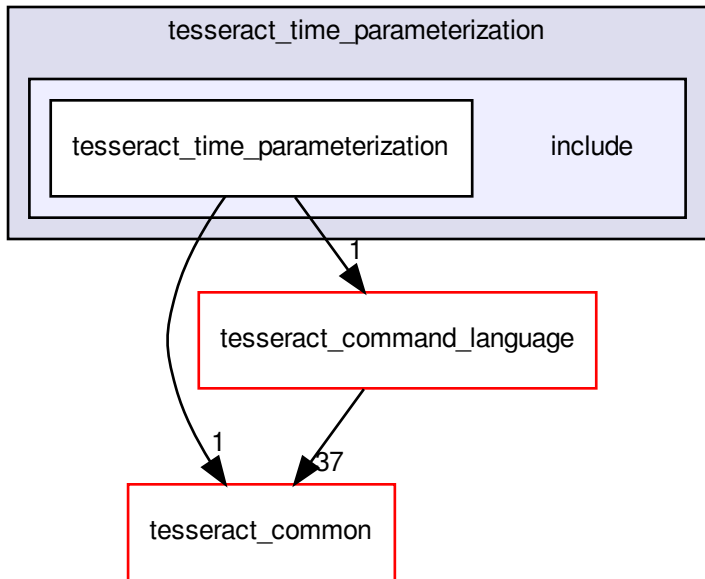 tesseract_time_parameterization
tesseract_time_parameterization
include
1
tesseract_command_language
1
37
tesseract_common